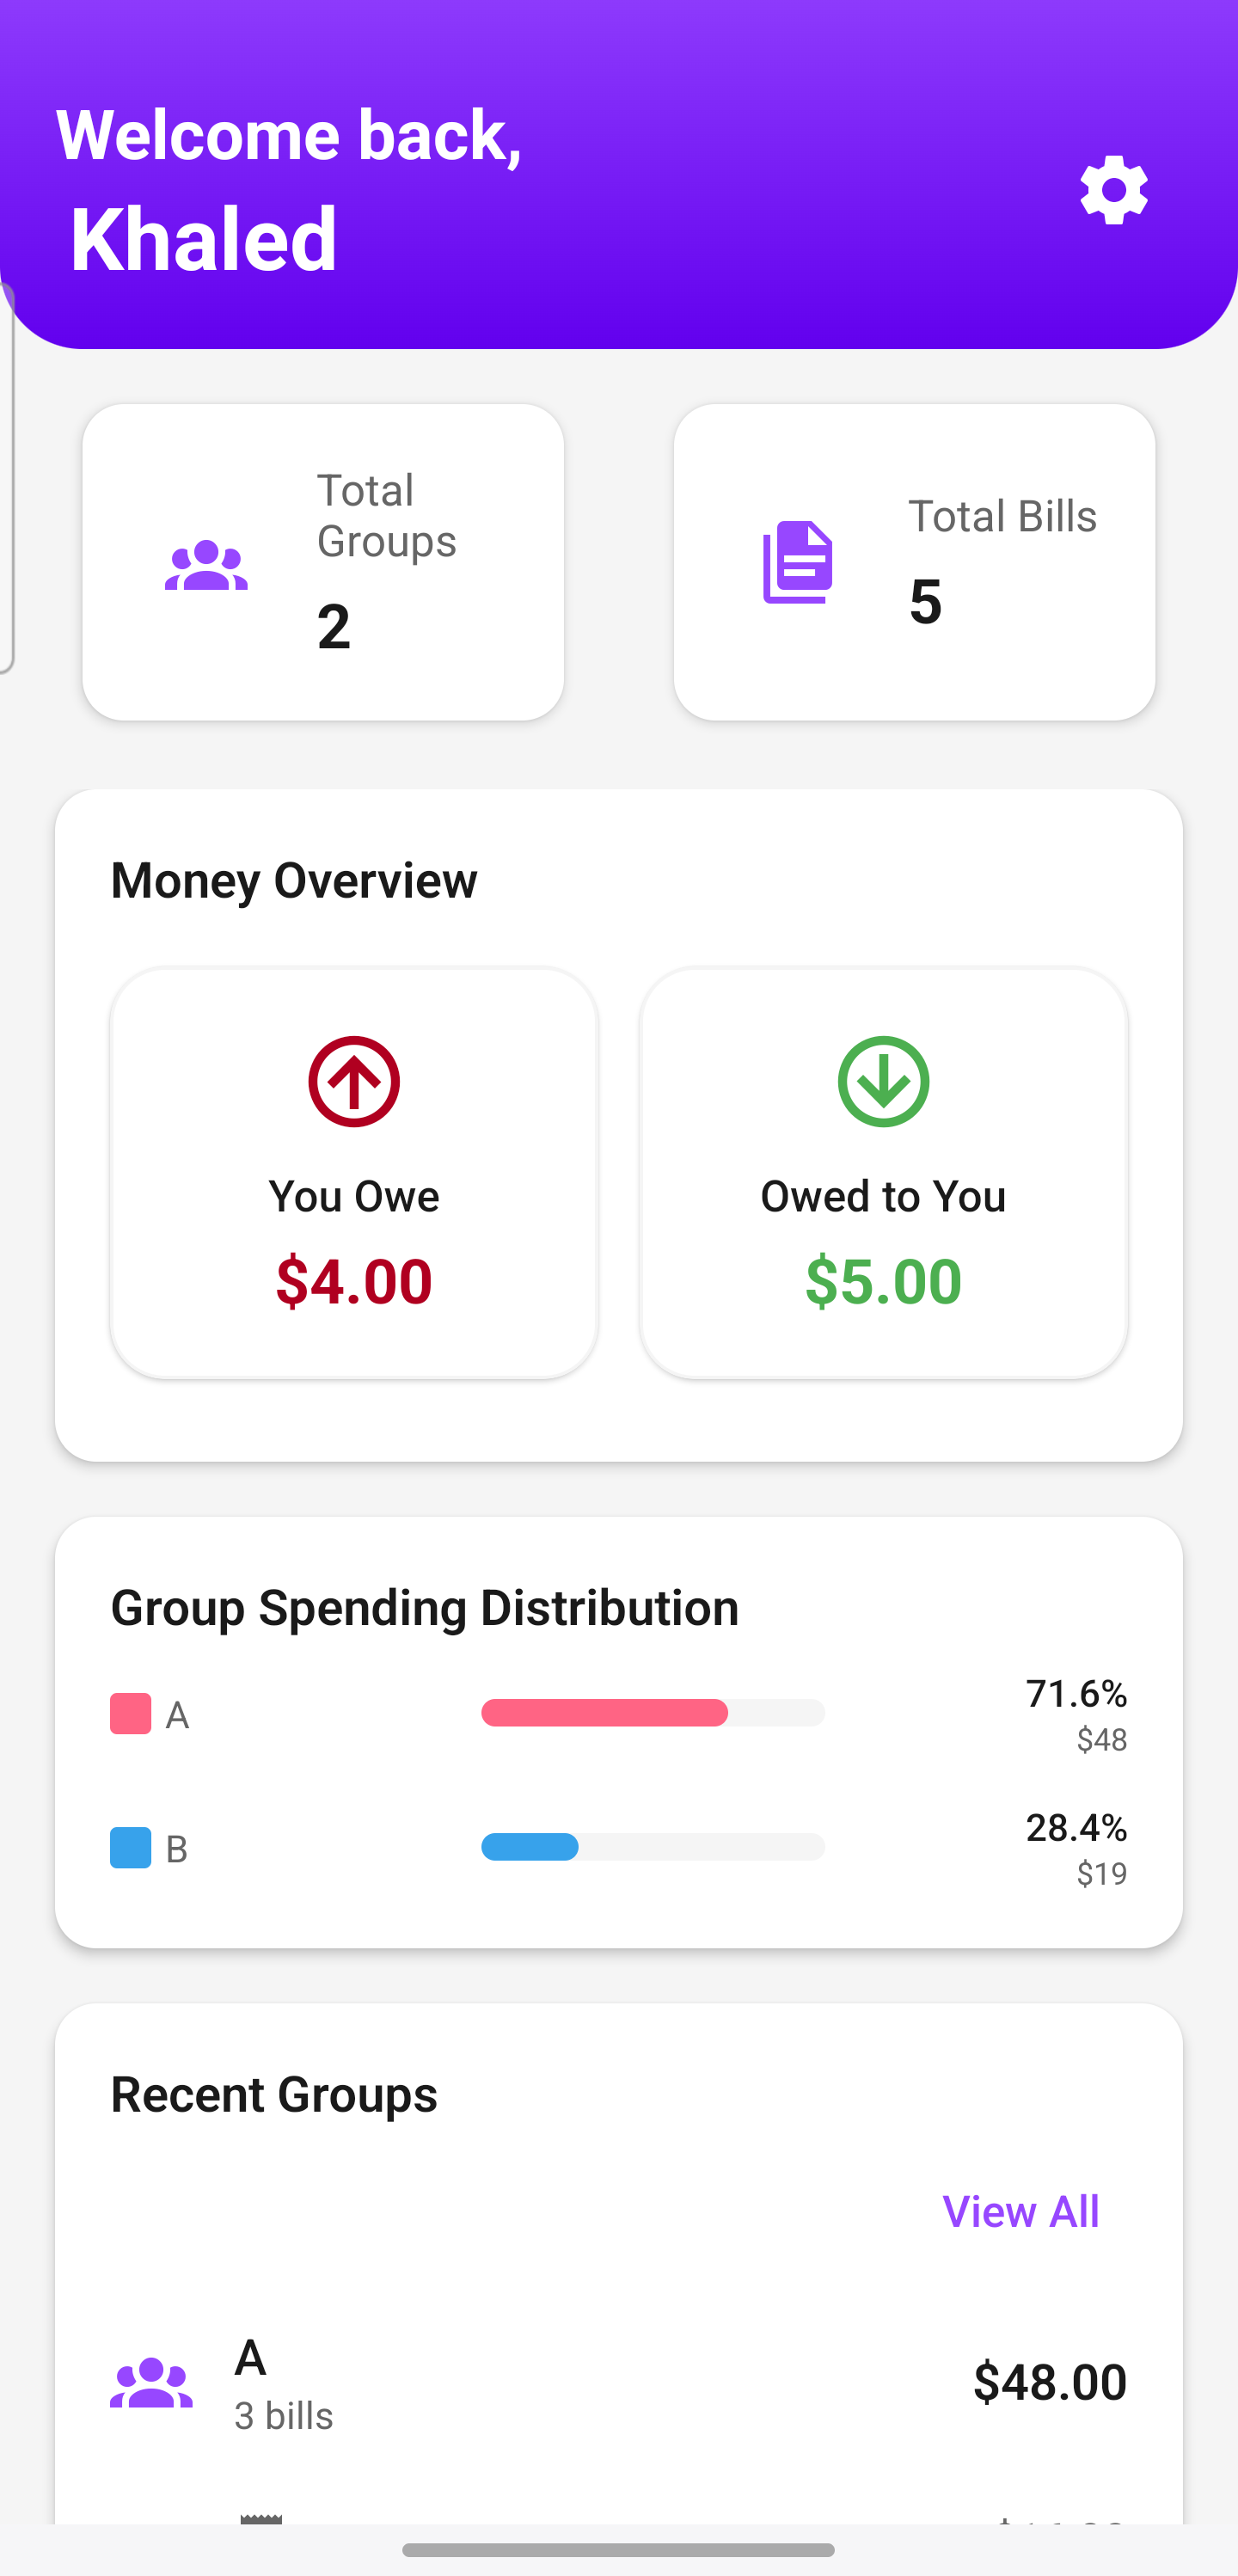 Welcome back,
Khaled
Total
Groups
2
Total Bills
5
Money Overview
You Owe
$4.00
Owed to You
$5.00
Group Spending Distribution
A
71.6%
$48
B
28.4%
$19
Recent Groups
View All
A
3 bills
$48.00